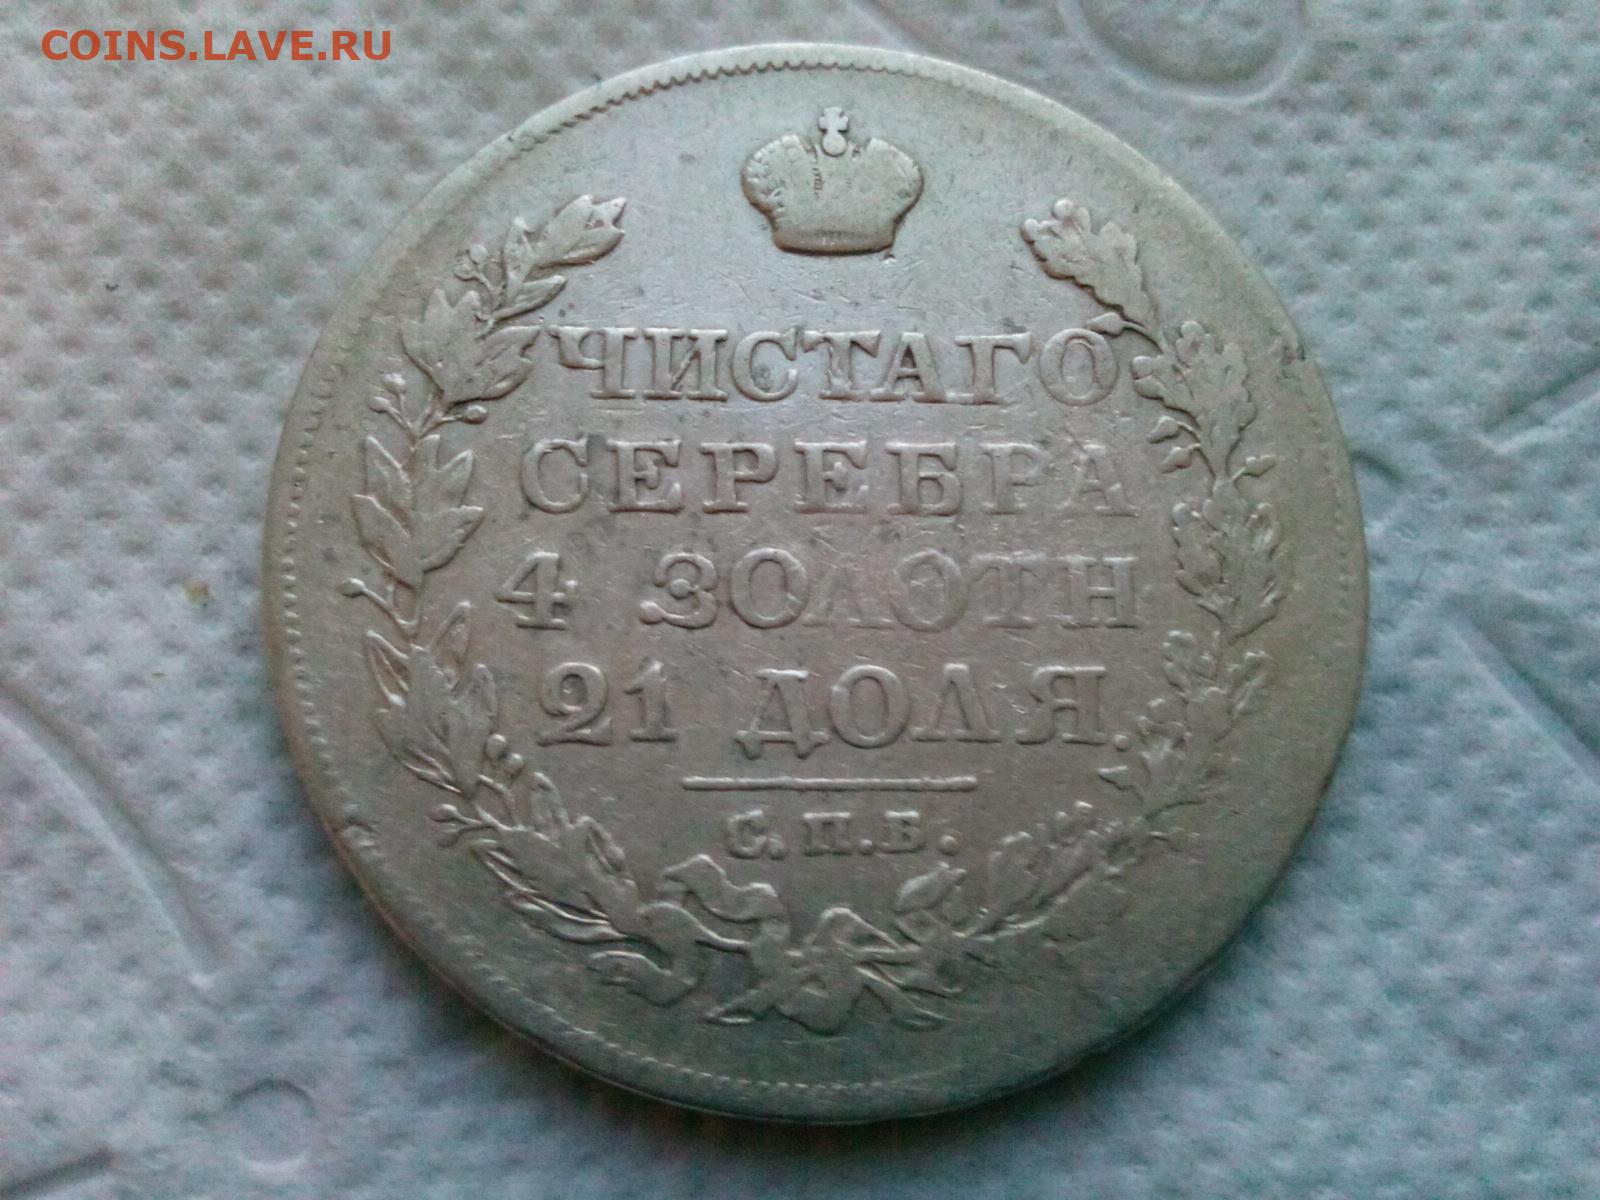 COINS.LAVE.RU
ЧИСТАГО
СЕРЕБРА
4 ЗОЛОТН
21 ДОЛЯ.
С.П.Б.